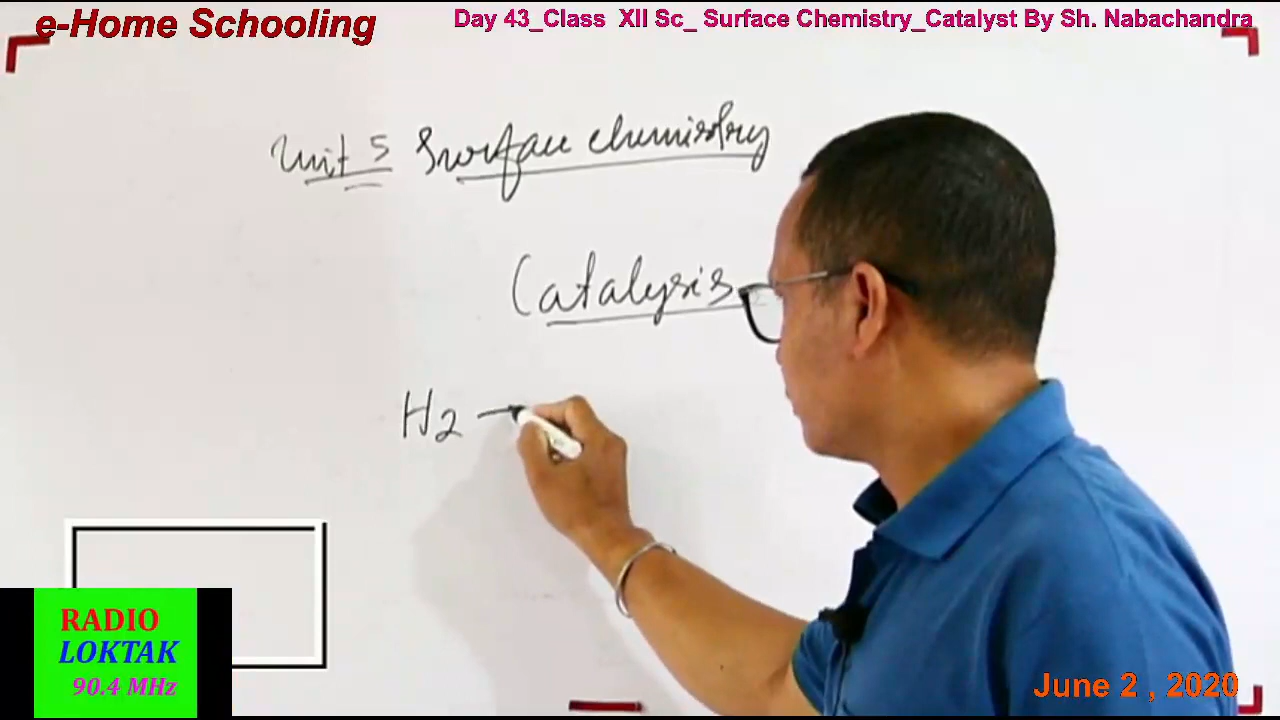 e-Home Schooling
Day 43_Class XII Sc_ Surface Chemistry_Catalyst By Sh. Nabachandra
Unit 5 Surface chemistry
Catalysis
H2 —
RADIO
LOKTAK
90.4 MHz
June 2 , 2020